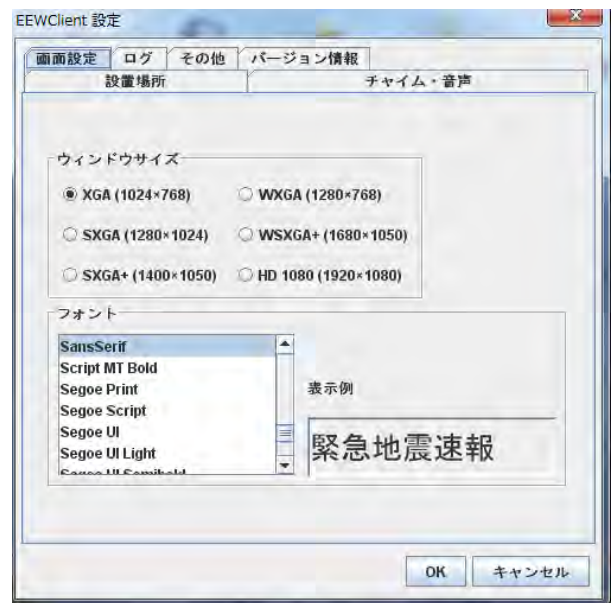 EEWClient 設定
画面設定 ログ その他 バージョン情報
設置場所 チャイム・音声
ウィンドウサイズ
XGA (1024×768) WXGA (1280×768)
SXGA (1280×1024) WSXGA+ (1680×1050)
SXGA+ (1400×1050) HD 1080 (1920×1080)
フォント
SansSerif
Script MT Bold
Segoe Print
表示例
Segoe Script
Segoe UI
緊急地震速報
Segoe UI Light
Segoe UI Semibold
OK キャンセル